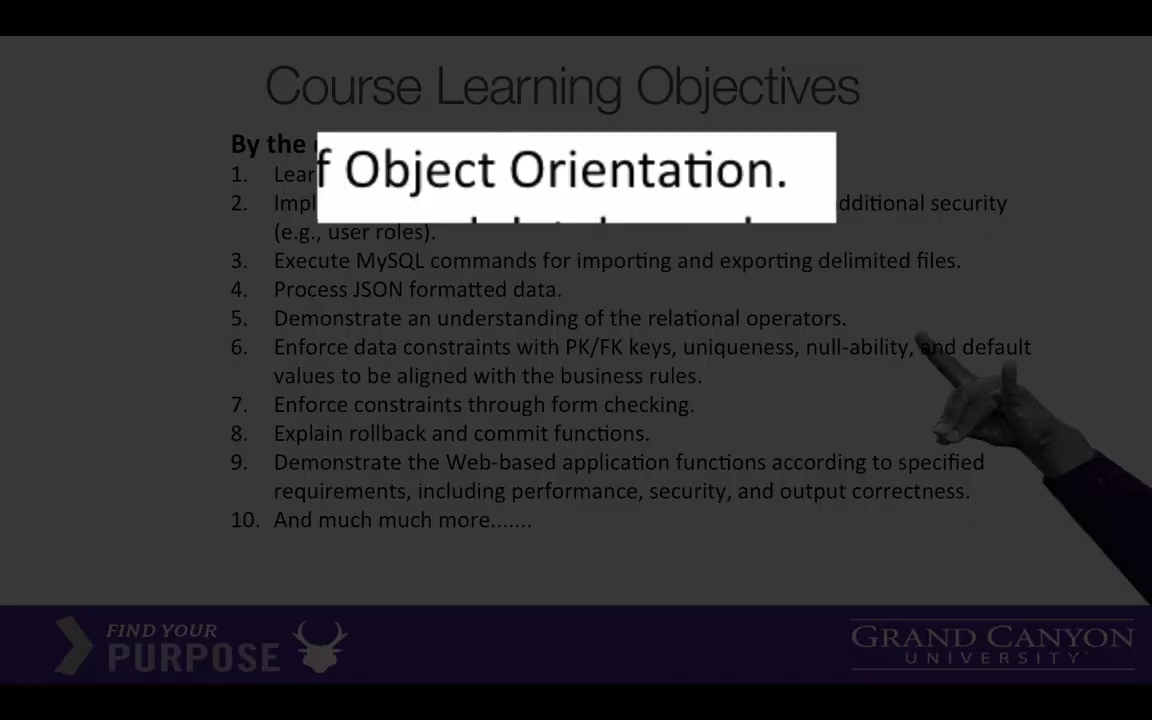 Course Learning Objectives
By the
f Object Orientation.
1. Lear
2. Impl dditional security
(e.g., user roles).
3. Execute MySQL commands for importing and exporting delimited files.
4. Process JSON formatted data.
5. Demonstrate an understanding of the relational operators.
6. Enforce data constraints with PK/FK keys, uniqueness, null-ability, and default
values to be aligned with the business rules.
7. Enforce constraints through form checking.
8. Explain rollback and commit functions.
9. Demonstrate the Web-based application functions according to specified
requirements, including performance, security, and output correctness.
10. And much much more.......
FIND YOUR
PURPOSE
GRAND CANYON
UNIVERSITY